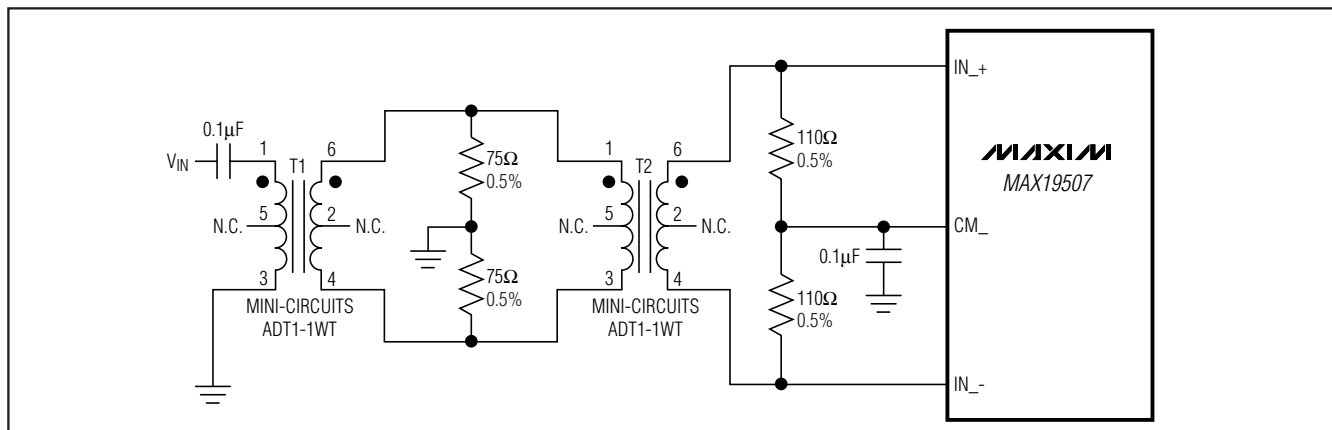 0.1μF
VIN
1
T1
6
5
2
N.C.
N.C.
3
4
MINI-CIRCUITS
ADT1-1WT
75Ω
0.5%
75Ω
0.5%
1
T2
6
5
2
N.C.
N.C.
3
4
MINI-CIRCUITS
ADT1-1WT
110Ω
0.5%
0.1μF
110Ω
0.5%
IN_+
MAXIM
MAX19507
CM_
IN_-